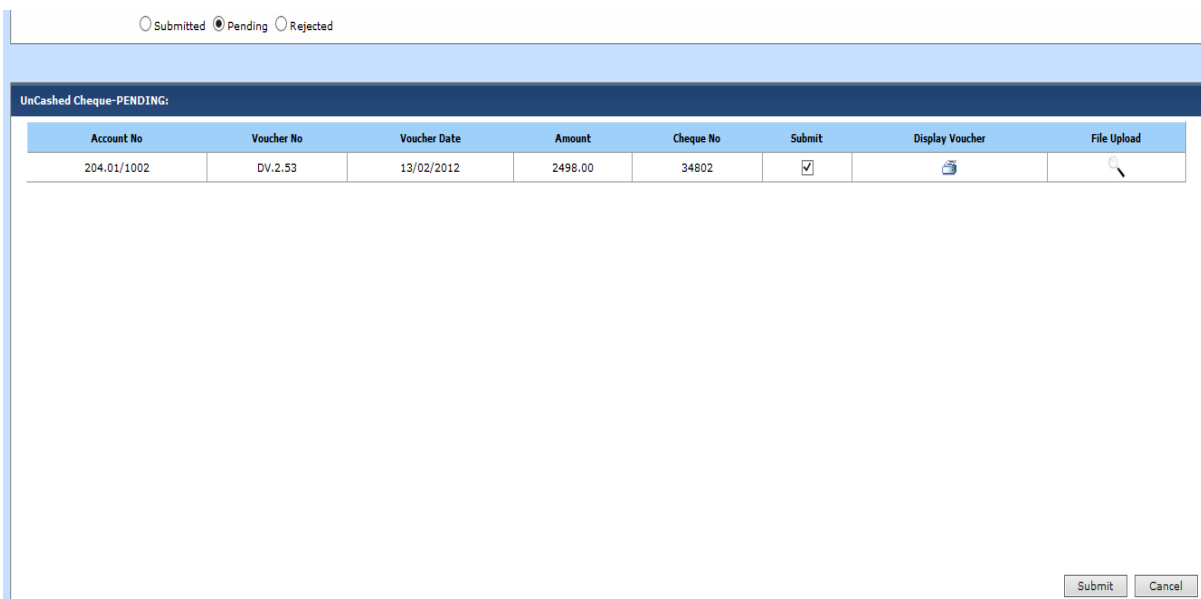 Submitted Pending Rejected
UnCashed Cheque-PENDING:
Account No Voucher No Voucher Date Amount Cheque No Submit Display Voucher File Upload
204.01/1002 DV.2.53 13/02/2012 2498.00 34802
Submit Cancel